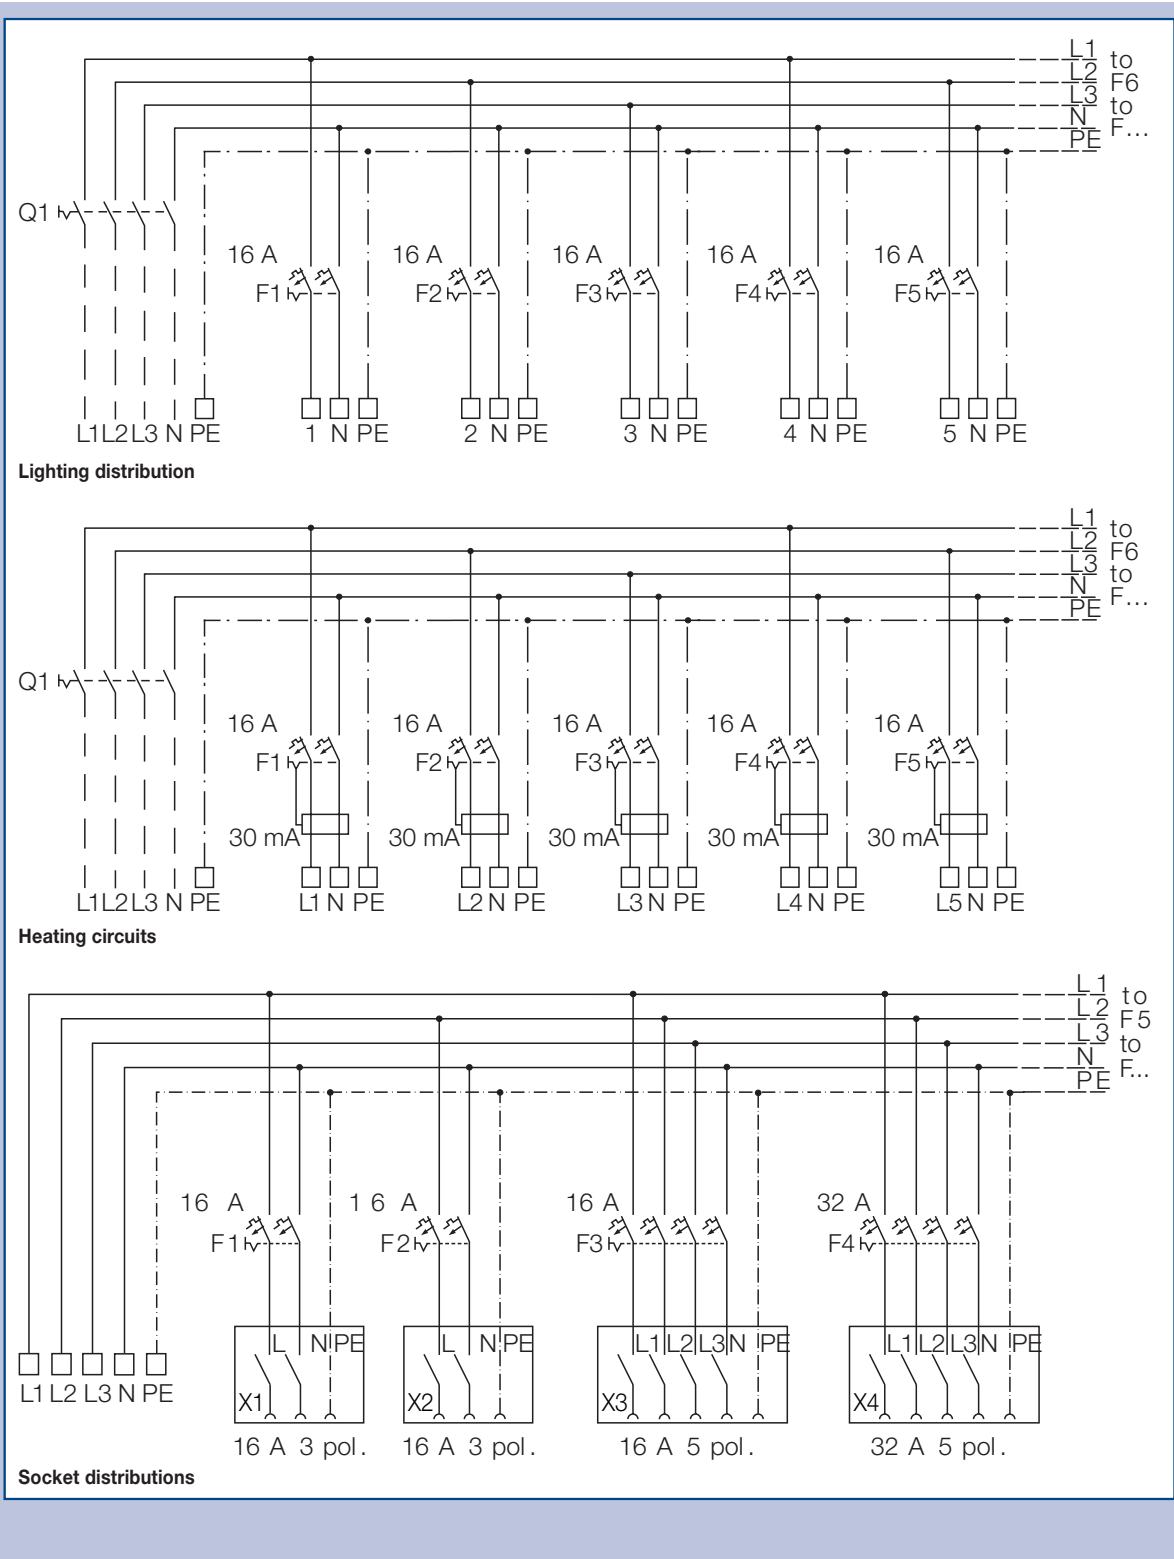 L1 to
L2 F6
L3 to
N F...
PE
Q1
16 A 16 A 16 A 16 A 16 A
F1 F2 F3 F4 F5
L1 L2 L3 N PE 1 N PE 2 N PE 3 N PE 4 N PE 5 N PE
Lighting distribution
L1 to
L2 F6
L3 to
N F...
PE
Q1
16 A 16 A 16 A 16 A 16 A
F1 F2 F3 F4 F5
30 mA 30 mA 30 mA 30 mA 30 mA
L1 L2 L3 N PE L1 N PE L2 N PE L3 N PE L4 N PE L5 N PE
Heating circuits
L1 to
L2 F5
L3 to
N F...
PE
16 A 16 A 16 A 32 A
F1 F2 F3 F4
L N PE L N PE L1 L2 L3 N PE L1 L2 L3 N PE
L1 L2 L3 N PE X1 X2 X3 X4
16 A 3 pol. 16 A 3 pol. 16 A 5 pol. 32 A 5 pol.
Socket distributions